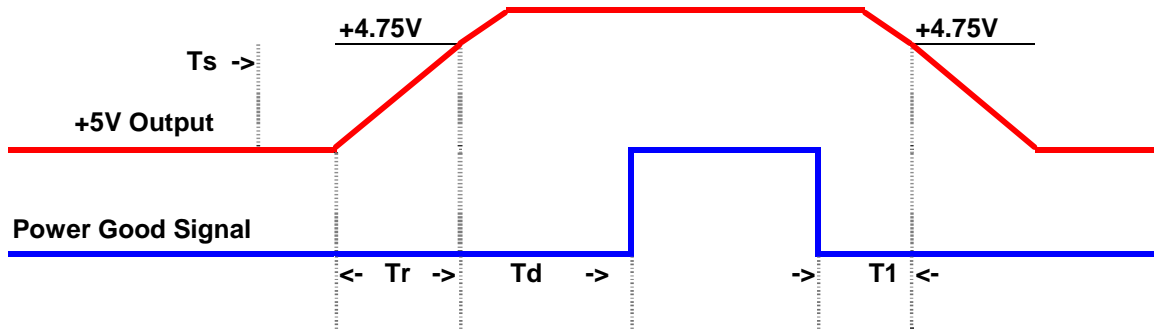 +4.75V +4.75V
Ts ->
+5V Output
Power Good Signal
<- Tr -> Td -> -> T1 <-